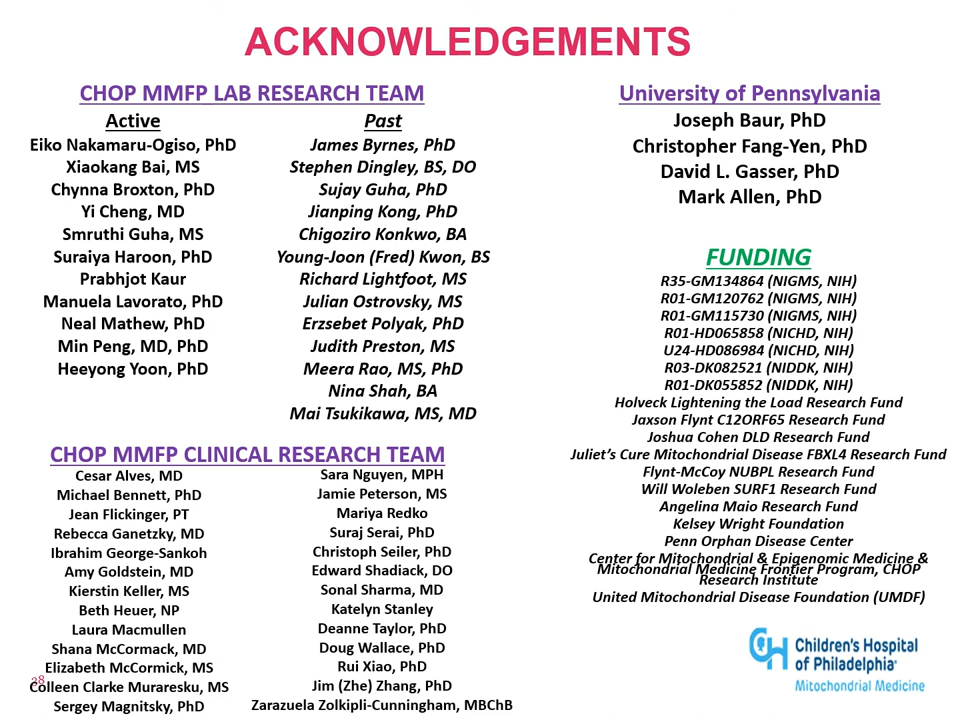 ACKNOWLEDGEMENTS
CHOP MMFP LAB RESEARCH TEAM
Active
Eiko Nakamaru-Ogiso, PhD
Xiaokang Bai, MS
Chynna Broxton, PhD
Yi Cheng, MD
Smruthi Guha, MS
Suraiya Haroon, PhD
Prabhjot Kaur
Manuela Lavorato, PhD
Neal Mathew, PhD
Min Peng, MD, PhD
Heeyong Yoon, PhD
Past
James Byrnes, PhD
Stephen Dingley, BS, DO
Sujay Guha, PhD
Jianping Kong, PhD
Chigoziro Konkwo, BA
Young-Joon (Fred) Kwon, BS
Richard Lightfoot, MS
Julian Ostrovsky, MS
Erzsebet Polyak, PhD
Judith Preston, MS
Meera Rao, MS, PhD
Nina Shah, BA
Mai Tsukikawa, MS, MD
CHOP MMFP CLINICAL RESEARCH TEAM
Cesar Alves, MD
Michael Bennett, PhD
Jean Flickinger, PT
Rebecca Ganetzky, MD
Ibrahim George-Sankoh
Amy Goldstein, MD
Kierstin Keller, MS
Beth Heuer, NP
Laura Macmullen
Shana McCormack, MD
Elizabeth McCormick, MS
Colleen Clarke Muraresku, MS
Sergey Magnitsky, PhD
Sara Nguyen, MPH
Jamie Peterson, MS
Mariya Redko
Suraj Serai, PhD
Christoph Seiler, PhD
Edward Shadiack, DO
Sonal Sharma, MD
Katelyn Stanley
Deanne Taylor, PhD
Doug Wallace, PhD
Rui Xiao, PhD
Jim (Zhe) Zhang, PhD
Zarazuela Zolkipli-Cunningham, MBChB
University of Pennsylvania
Joseph Baur, PhD
Christopher Fang-Yen, PhD
David L. Gasser, PhD
Mark Allen, PhD
FUNDING
R35-GM134864 (NIGMS, NIH)
R01-GM120762 (NIGMS, NIH)
R01-GM115730 (NIGMS, NIH)
R01-HD065858 (NICHD, NIH)
U24-HD086984 (NICHD, NIH)
R03-DK082521 (NIDDK, NIH)
R01-DK055852 (NIDDK, NIH)
Holveck Lightening the Load Research Fund
Jaxson Flynt C12ORF65 Research Fund
Joshua Cohen DLD Research Fund
Juliet's Cure Mitochondrial Disease FBXL4 Research Fund
Flynt-McCoy NUBPL Research Fund
Will Woleben SURF1 Research Fund
Angelina Maio Research Fund
Kelsey Wright Foundation
Penn Orphan Disease Center
Center for Mitochondrial & Epigenomic Medicine &
Mitochondrial Medicine Frontier Program, CHOP
Research Institute
United Mitochondrial Disease Foundation (UMDF)
28
Children's Hospital
of Philadelphia
Mitochondrial Medicine